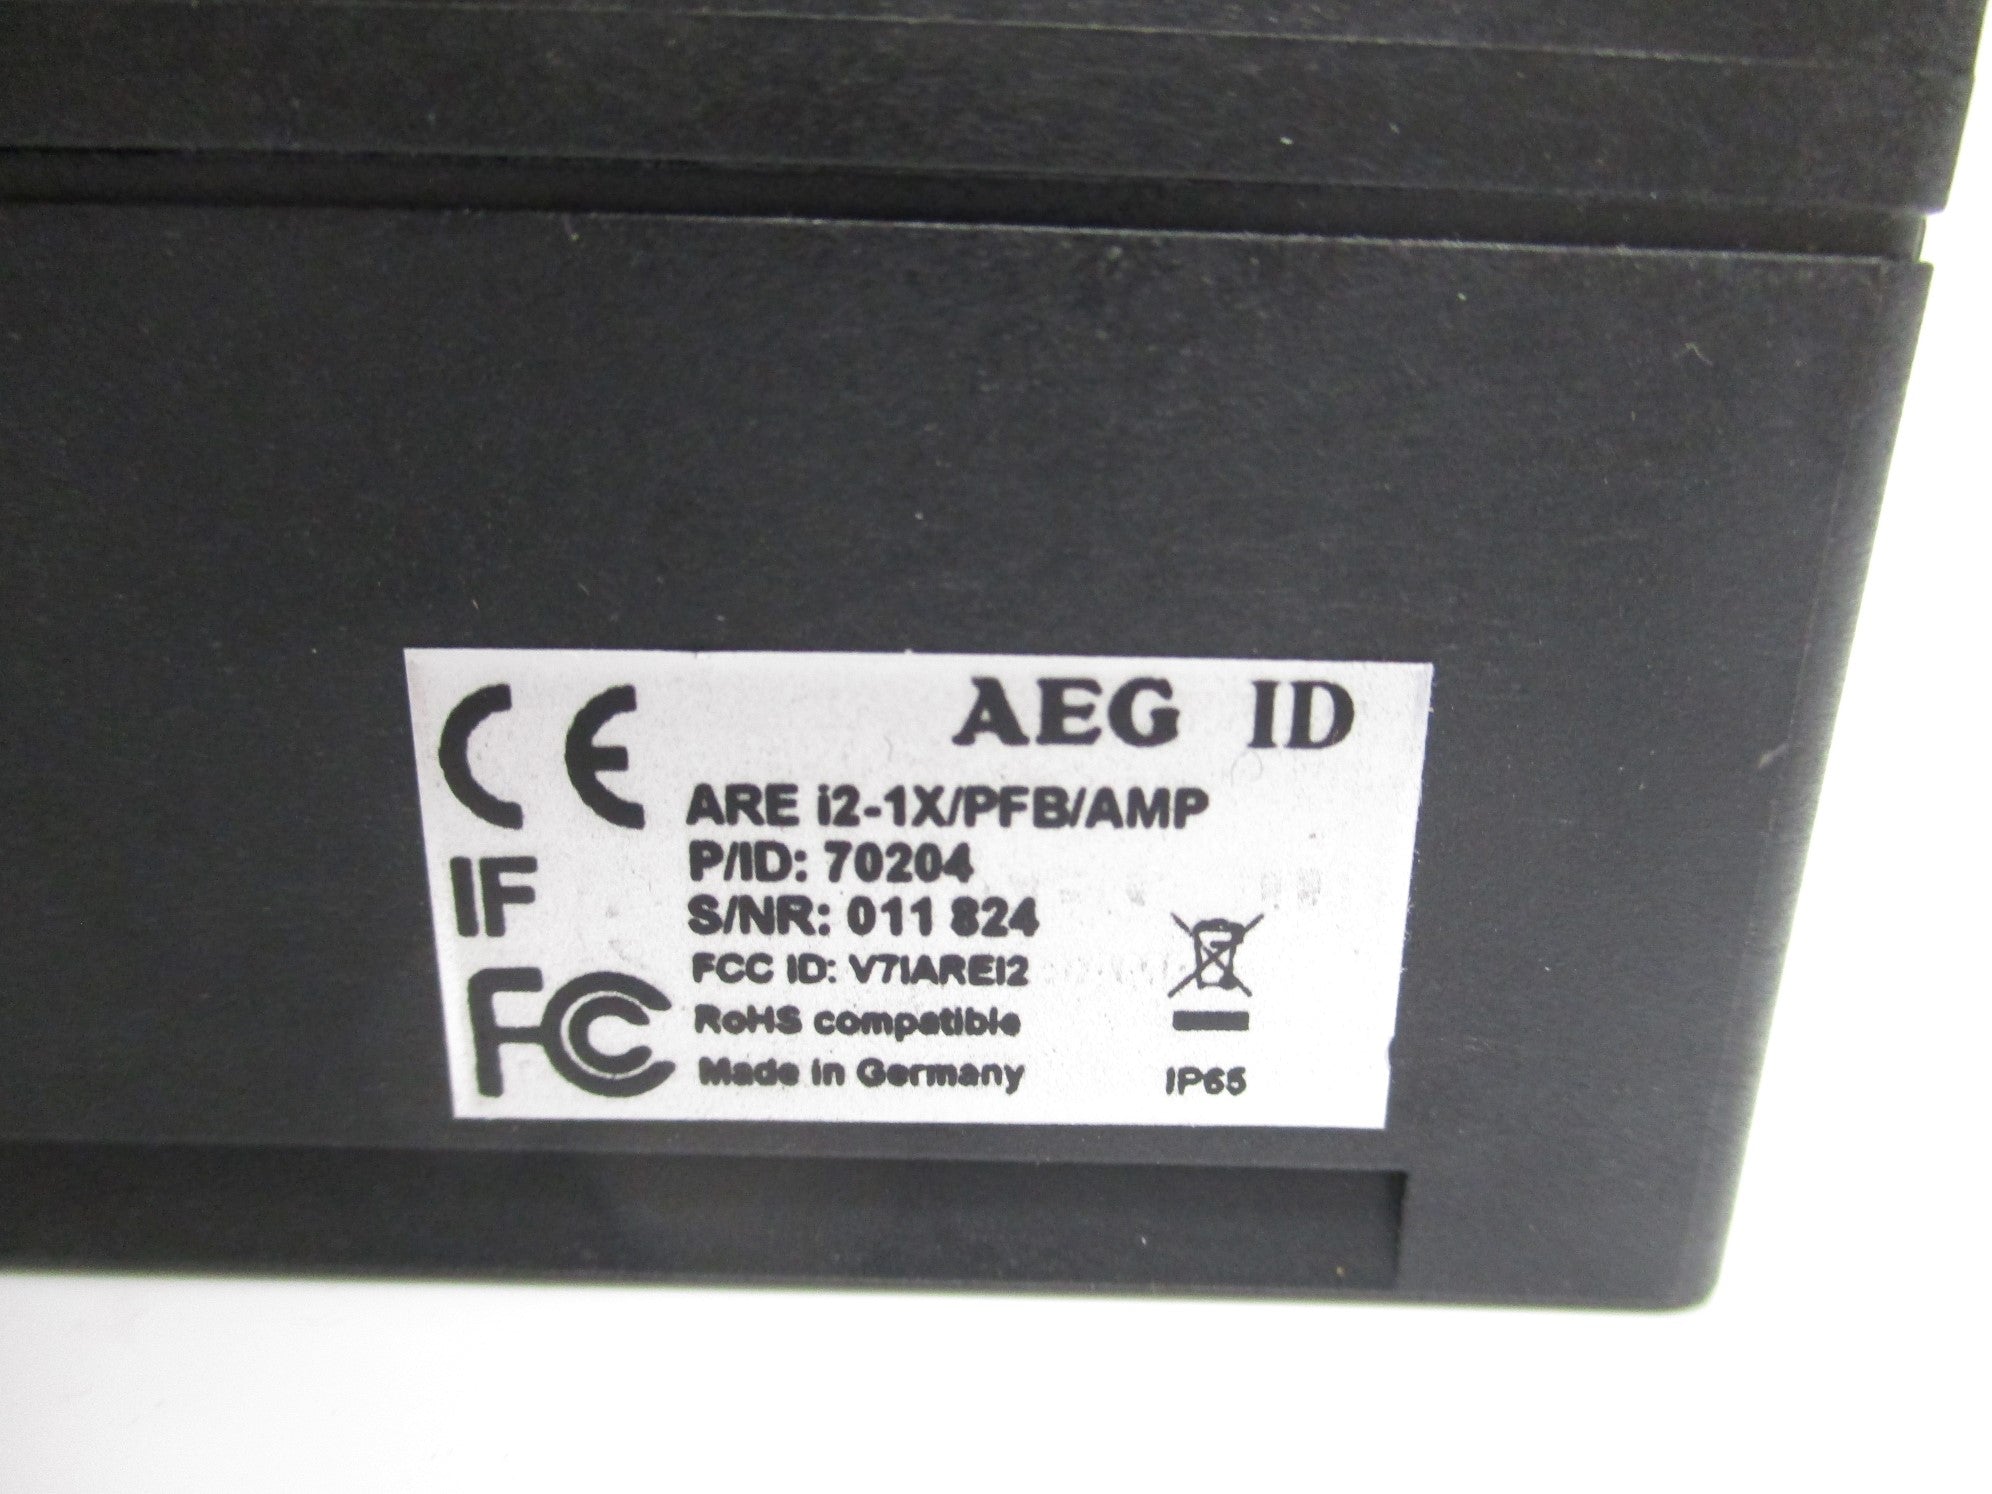 CE AEG ID
ARE i2-1X/PFB/AMP
P/ID: 70204
IF
S/NR: 011 824
FCC ID: V7IAREI2
FC
RoHS compatible
Made in Germany
IP65